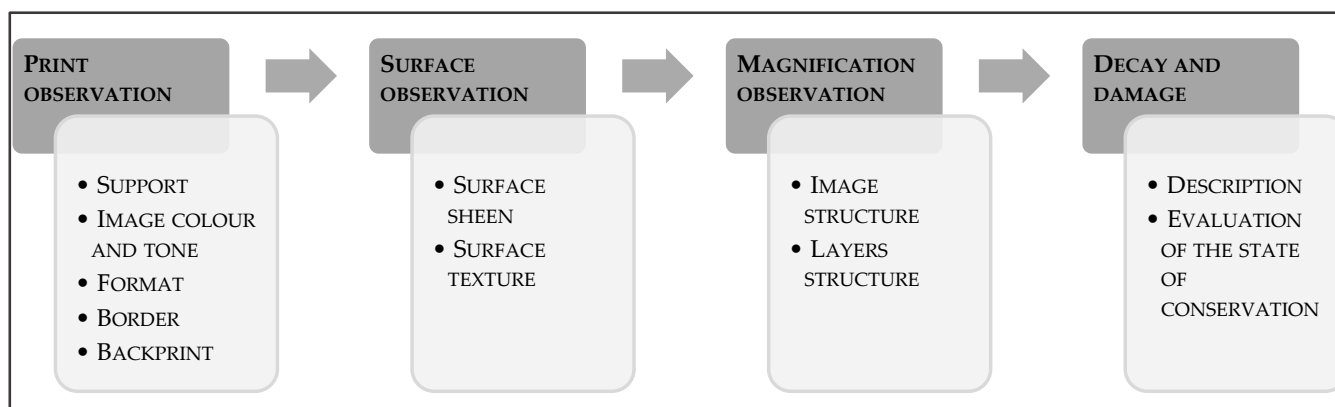 PRINT
OBSERVATION
• SUPPORT
• IMAGE COLOUR
AND TONE
• FORMAT
• BORDER
• BACKPRINT
SURFACE
OBSERVATION
• SURFACE
SHEEN
• SURFACE
TEXTURE
MAGNIFICATION
OBSERVATION
• IMAGE
STRUCTURE
• LAYERS
STRUCTURE
DECAY AND
DAMAGE
• DESCRIPTION
• EVALUATION
OF THE STATE
OF
CONSERVATION